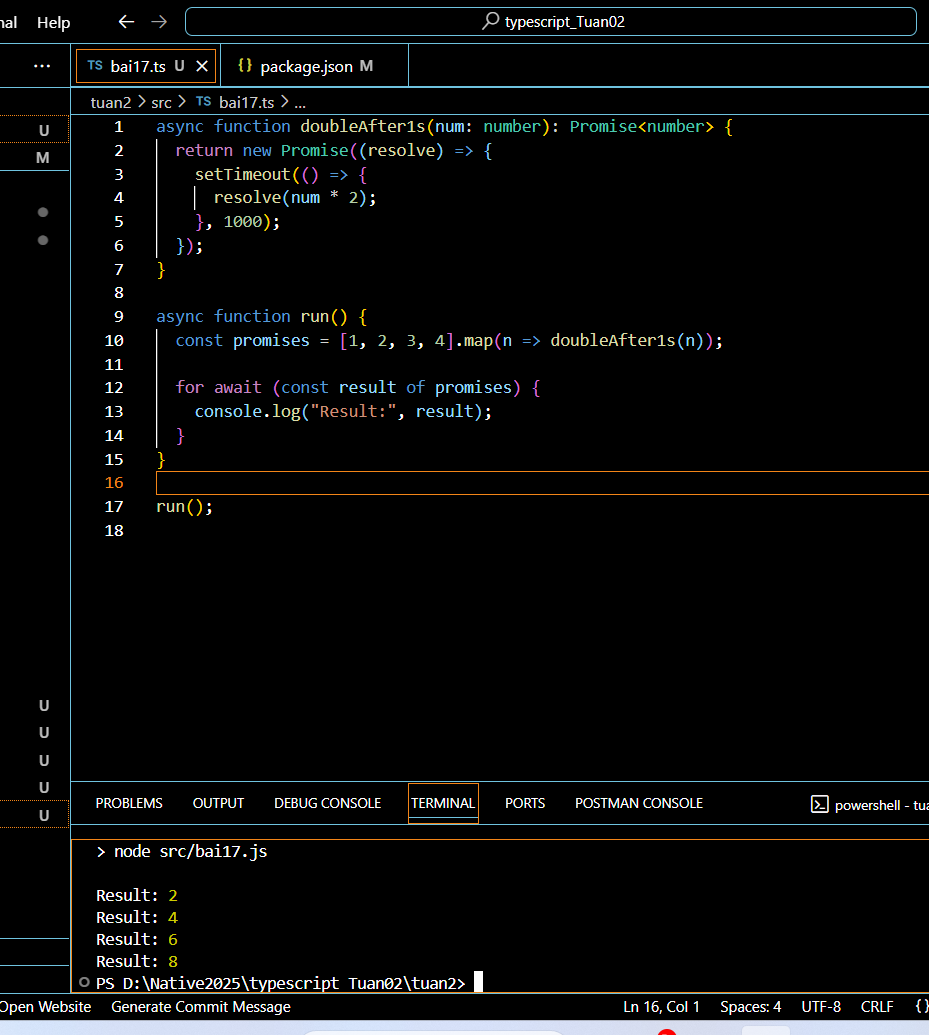 nal Help ← → typescript_Tuan02
... TS bai17.ts U × {} package.json M
tuan2 > src > TS bai17.ts > ...
U
M
1 async function doubleAfter1s(num: number): Promise<number> {
2 return new Promise((resolve) => {
3 setTimeout(() => {
4 resolve(num * 2);
5 }, 1000);
6 });
7 }
8
9 async function run() {
10 const promises = [1, 2, 3, 4].map(n => doubleAfter1s(n));
11
12 for await (const result of promises) {
13 console.log("Result:", result);
14 }
15 }
16
17 run();
18
U
U
U
U
U
PROBLEMS OUTPUT DEBUG CONSOLE TERMINAL PORTS POSTMAN CONSOLE powershell - tua
> node src/bai17.js
Result: 2
Result: 4
Result: 6
Result: 8
PS D:\Native2025\typescript_Tuan02\tuan2>
Open Website Generate Commit Message Ln 16, Col 1 Spaces: 4 UTF-8 CRLF {}